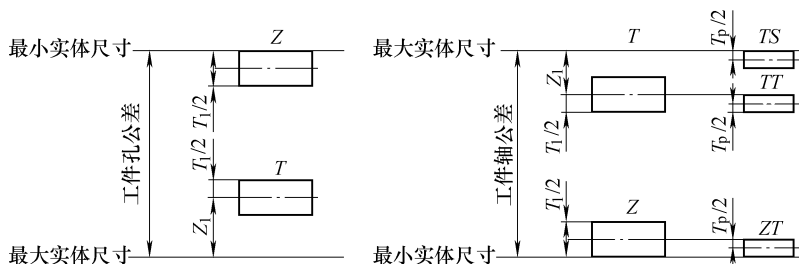 最小实体尺寸
Z
T₁/2
工件孔公差
T₁/2
T
Z₁
最大实体尺寸
最大实体尺寸
T
Tp/2
TS
Z₁
TT
工件轴公差
T₁/2
Tp/2
T₁/2
Z
Tp/2
ZT
最小实体尺寸